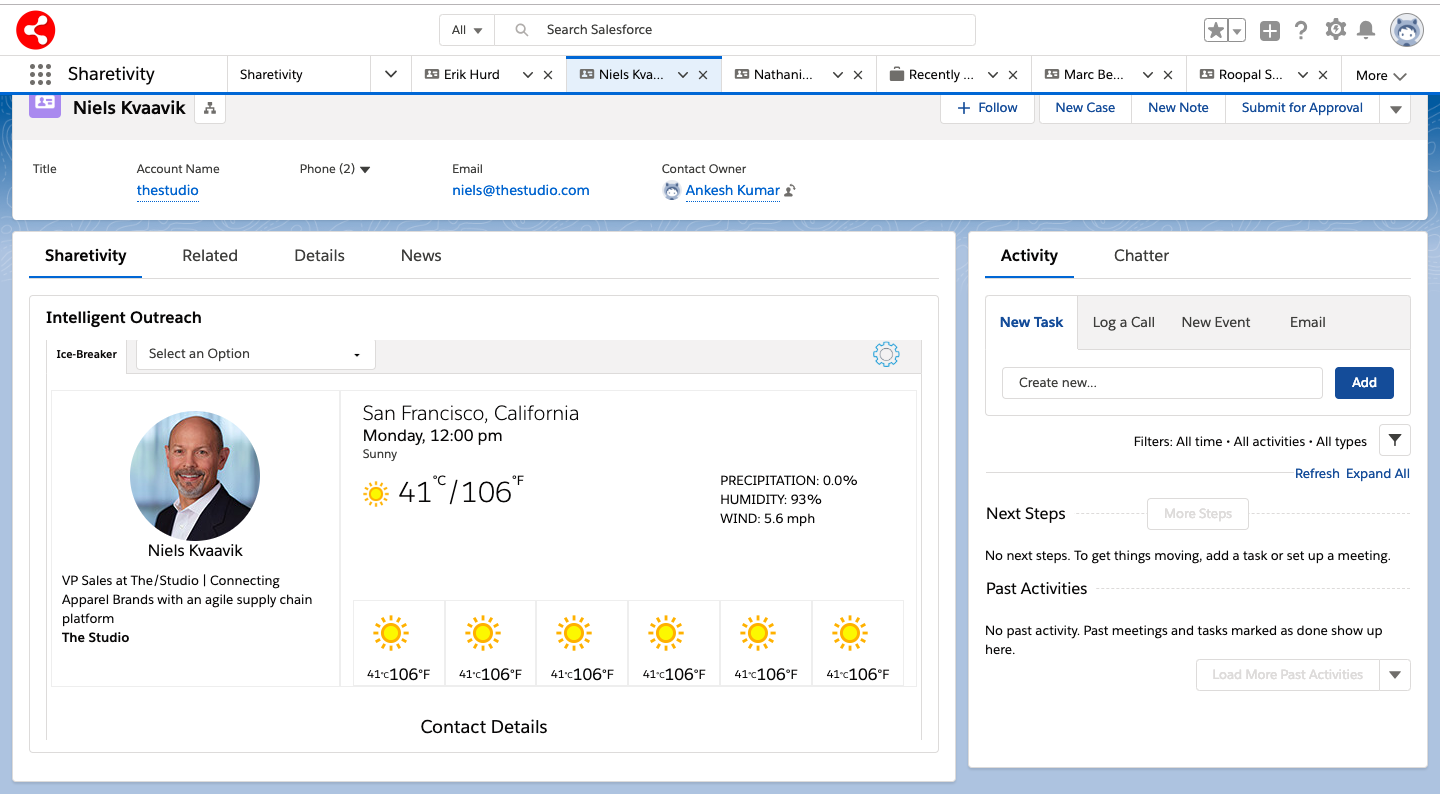 All
Search Salesforce
Sharetivity
Sharetivity
Erik Hurd
Niels Kva...
Nathani...
Recently ...
Marc Be...
Roopal S...
More
Niels Kvaavik
Follow
New Case
New Note
Submit for Approval
Title
Account Name
Phone (2)
Email
Contact Owner
thestudio
niels@thestudio.com
Ankesh Kumar
Sharetivity
Related
Details
News
Intelligent Outreach
Ice-Breaker
Select an Option
Niels Kvaavik
VP Sales at The/Studio | Connecting
Apparel Brands with an agile supply chain
platform
The Studio
San Francisco, California
Monday, 12:00 pm
Sunny
41°C/106°F
PRECIPITATION: 0.0%
HUMIDITY: 93%
WIND: 5.6 mph
41°C106°F
41°C106°F
41°C106°F
41°C106°F
41°C106°F
41°C106°F
Contact Details
Activity
Chatter
New Task
Log a Call
New Event
Email
Create new...
Add
Filters: All time • All activities • All types
Refresh
Expand All
Next Steps
More Steps
No next steps. To get things moving, add a task or set up a meeting.
Past Activities
No past activity. Past meetings and tasks marked as done show up
here.
Load More Past Activities